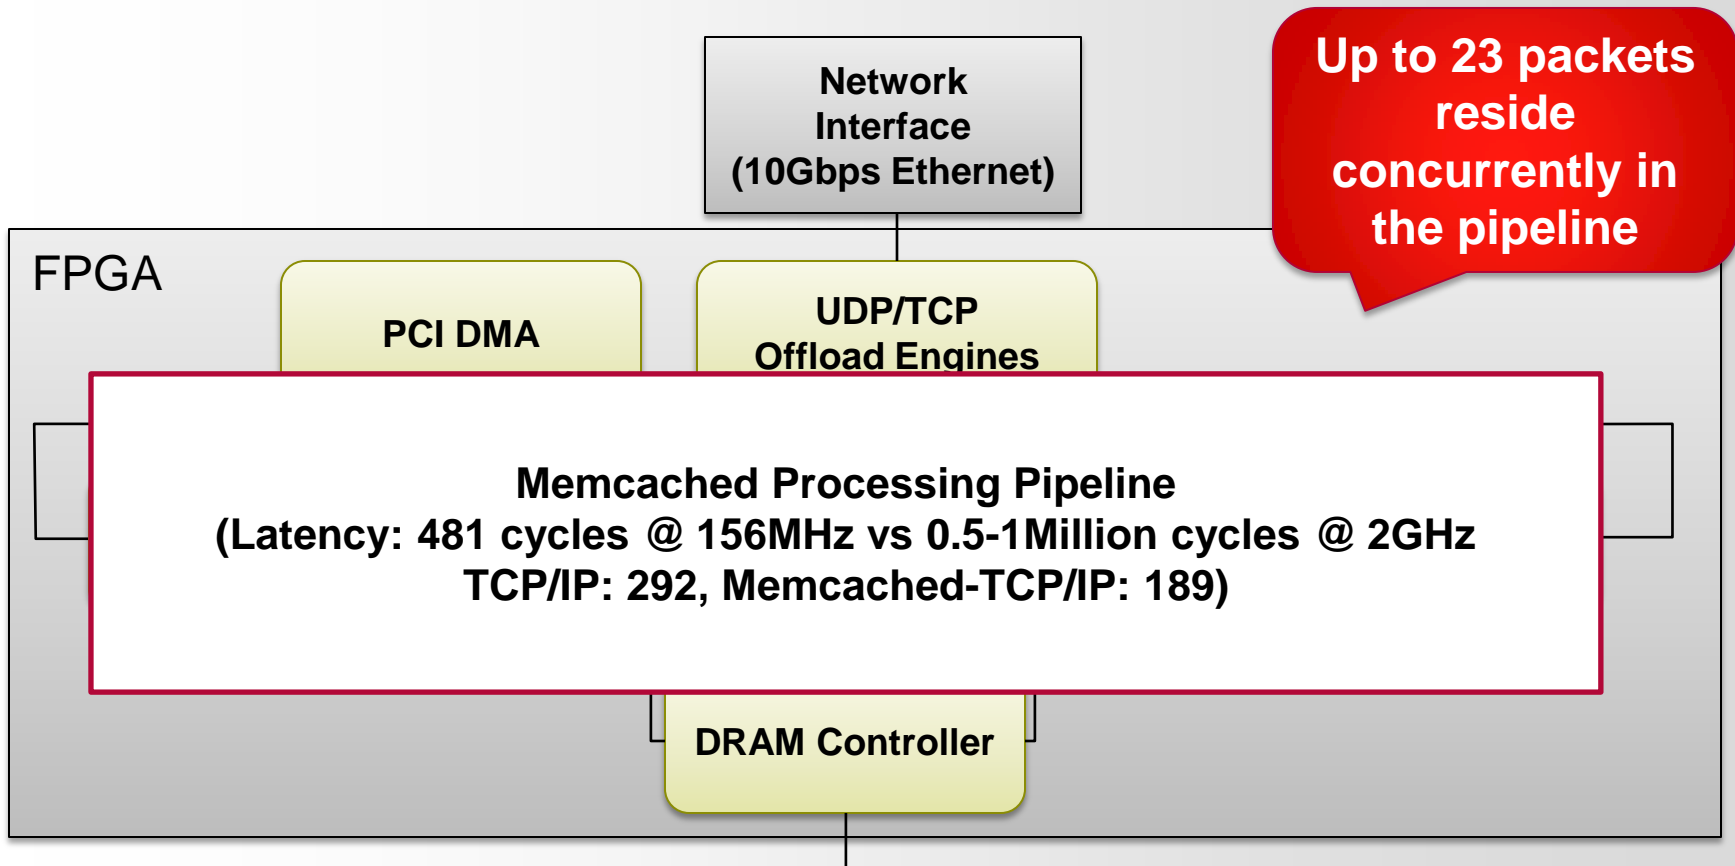 Network
Interface
(10Gbps Ethernet)
Up to 23 packets
reside
concurrently in
the pipeline
FPGA
PCI DMA
UDP/TCP
Offload Engines
Memcached Processing Pipeline
(Latency: 481 cycles @ 156MHz vs 0.5-1Million cycles @ 2GHz
TCP/IP: 292, Memcached-TCP/IP: 189)
DRAM Controller